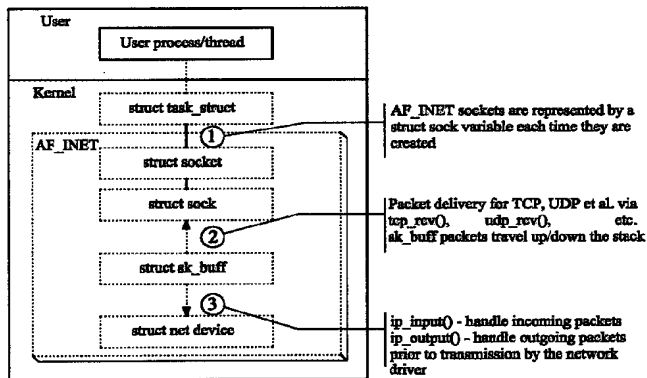 User
User process/thread
Kernel
struct task_struct
1
AF_INET
struct socket
struct sock
2
struct sk_buff
3
struct net device
AF_INET sockets are represented by a
struct sock variable each time they are
created
Packet delivery for TCP, UDP et al. via
tcp_rcv(), udp_rcv(), etc.
sk_buff packets travel up/down the stack
ip_input() - handle incoming packets
ip_output() - handle outgoing packets
prior to transmission by the network
driver